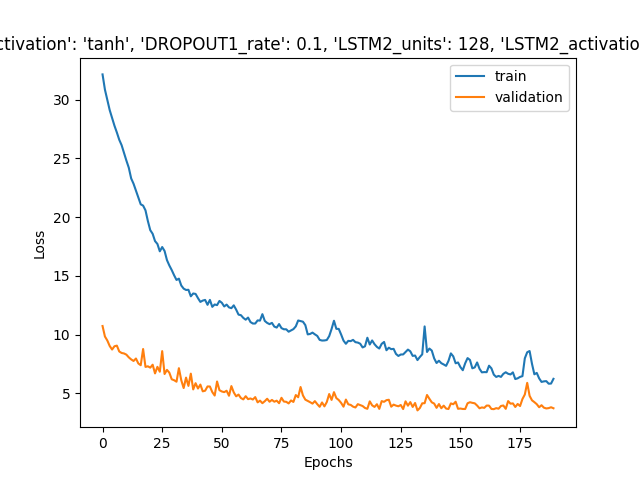 ctivation': 'tanh', 'DROPOUT1_rate': 0.1, 'LSTM2_units': 128, 'LSTM2_activatio
train
validation
Loss
30
25
20
15
10
5
0 25 50 75 100 125 150 175
Epochs